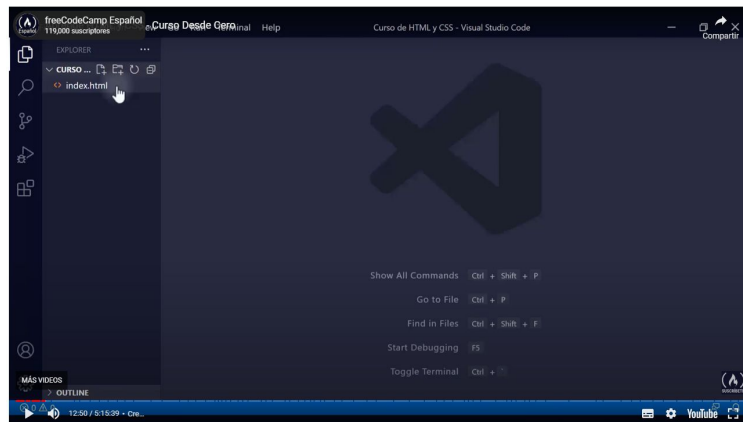 freeCodeCamp Español
119,000 suscriptores
Curso Desde Cero
Terminal Help
Curso de HTML y CSS - Visual Studio Code
Compartir
Español
EXPLORER
CURSO ...
index.html
Show All Commands Ctrl + Shift + P
Go to File Ctrl + P
Find in Files Ctrl + Shift + F
Start Debugging F5
Toggle Terminal Ctrl + `
MÁS VIDEOS
OUTLINE
12:50 / 5:15:39 • Cre...
YouTube